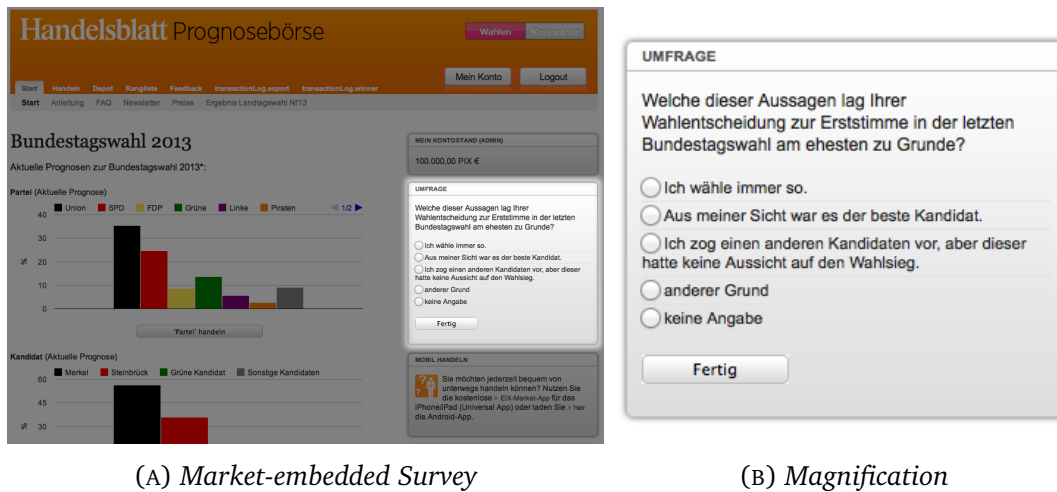 Handelsblatt Prognosebörse
Wahlen Konjunktur
Mein Konto Logout
Start Handeln Depot Rangliste Feedback transactionLog.export transactionLog.winner
Start Anleitung FAQ Newsletter Preise Ergebnis Landtagswahl NI'13
Bundestagswahl 2013
Aktuelle Prognosen zur Bundestagswahl 2013*:
Partei (Aktuelle Prognose)
Union SPD FDP Grüne Linke Piraten 1/2
40
30
%
20
10
0
'Partei' handeln
Kandidat (Aktuelle Prognose)
Merkel Steinbrück Grüne Kandidat Sonstige Kandidaten
60
45
%
30
MEIN KONTOSTAND (ADMIN)
100.000,00 PIX €
UMFRAGE
Welche dieser Aussagen lag Ihrer
Wahlentscheidung zur Erststimme in der letzten
Bundestagswahl am ehesten zu Grunde?
Ich wähle immer so.
Aus meiner Sicht war es der beste Kandidat.
Ich zog einen anderen Kandidaten vor, aber dieser
hatte keine Aussicht auf den Wahlsieg.
anderer Grund
keine Angabe
Fertig
MOBIL HANDELN
Sie möchten jederzeit bequem von
unterwegs handeln können? Nutzen Sie
die kostenlose » EIX-Market-App für das
iPhone/iPad (Universal App) oder laden Sie » hier
die Android-App.
(A) Market-embedded Survey
UMFRAGE
Welche dieser Aussagen lag Ihrer
Wahlentscheidung zur Erststimme in der letzten
Bundestagswahl am ehesten zu Grunde?
Ich wähle immer so.
Aus meiner Sicht war es der beste Kandidat.
Ich zog einen anderen Kandidaten vor, aber dieser
hatte keine Aussicht auf den Wahlsieg.
anderer Grund
keine Angabe
Fertig
(B) Magnification